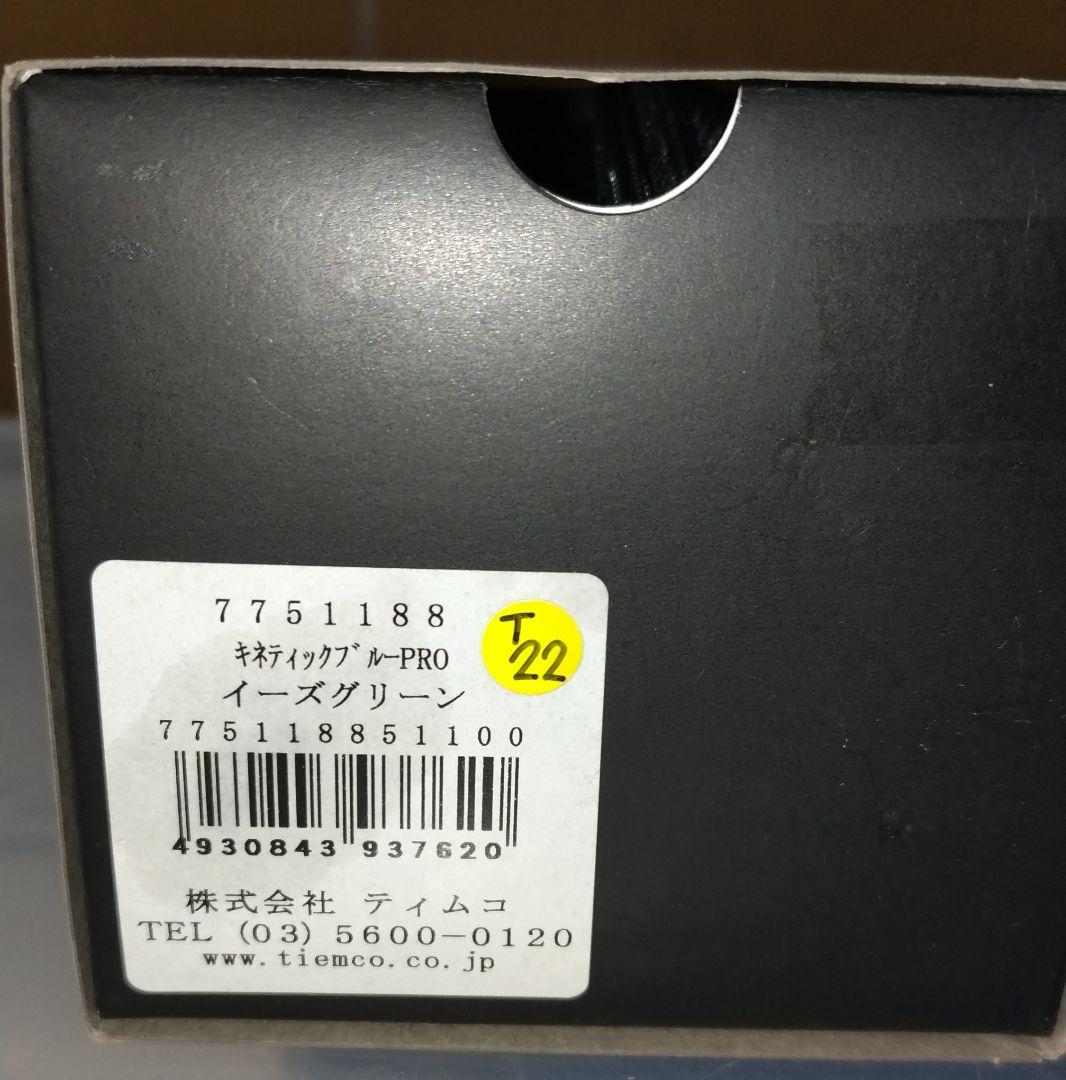 7751188
T
22
ｷﾈﾃｨｯｸﾌﾞﾙｰPRO
イーズグリーン
775118851100
4930843 937620
株式会社 ティムコ
TEL (03) 5600-0120
www.tiemco.co.jp